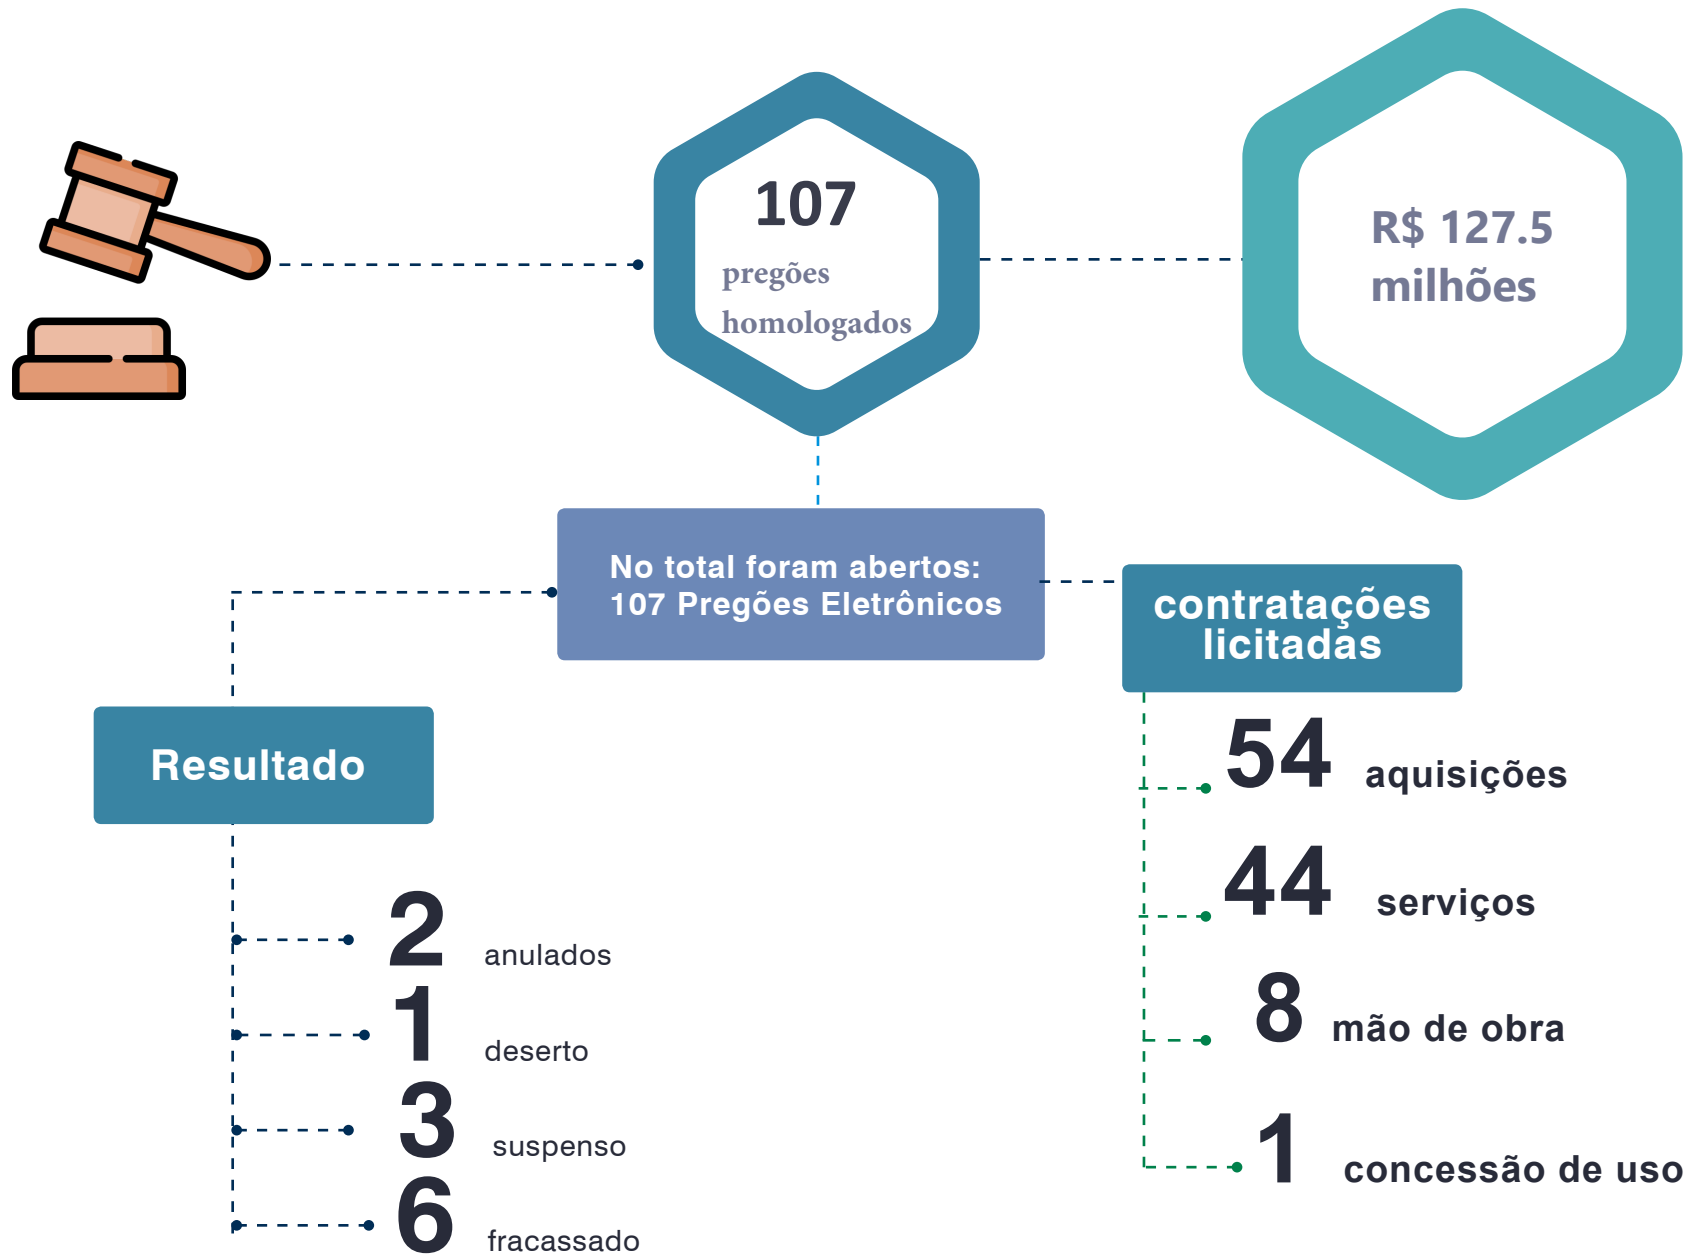 107
pregões
homologados
R$ 127.5
milhões
No total foram abertos:
107 Pregões Eletrônicos
contratações
licitadas
54 aquisições
44 serviços
8 mão de obra
1 concessão de uso
Resultado
2 anulados
1 deserto
3 suspenso
6 fracassado